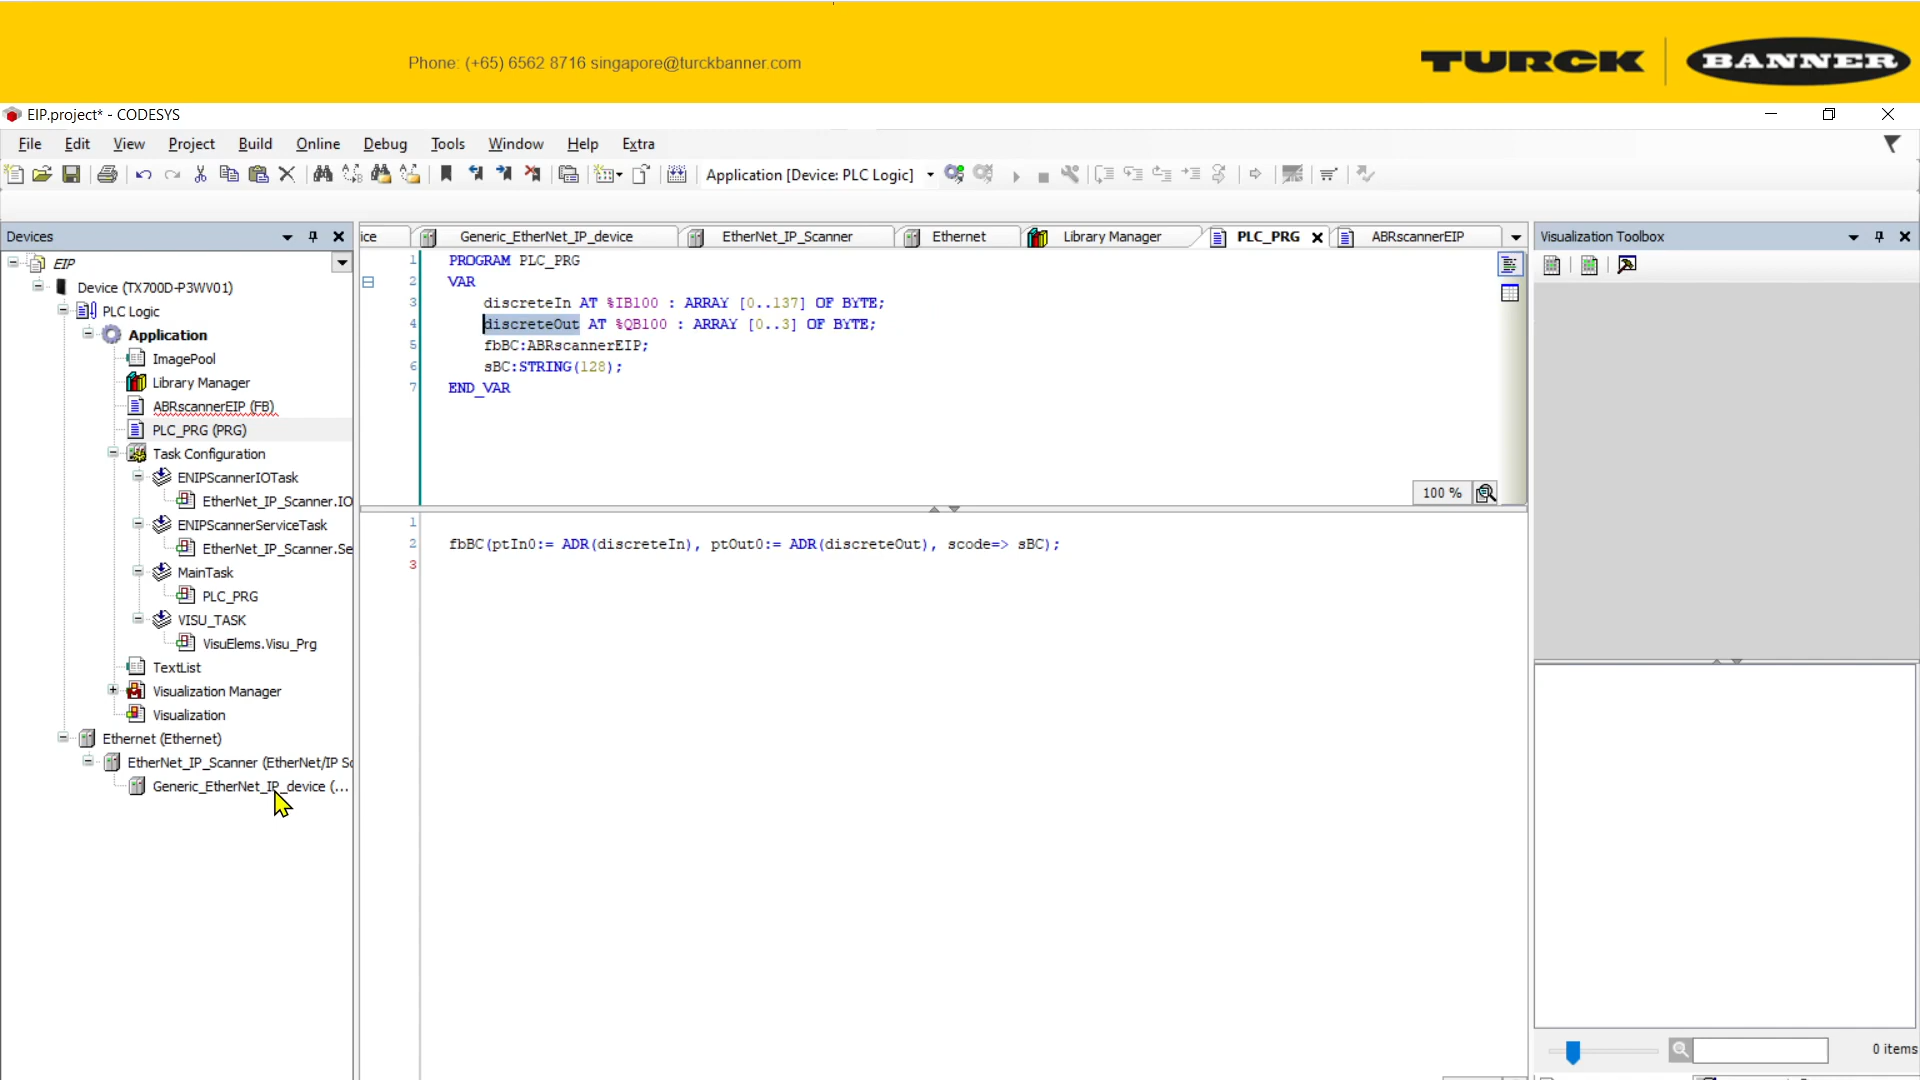 Phone: (+65) 6562 8716 singapore@turckbanner.com
TURCK
BANNER
EIP.project* - CODESYS
File Edit View Project Build Online Debug Tools Window Help Extra
Application [Device: PLC Logic]
Devices
EIP
Device (TX700D-P3WV01)
PLC Logic
Application
ImagePool
Library Manager
ABRscannerEIP (FB)
PLC_PRG (PRG)
Task Configuration
ENIPScannerIOTask
EtherNet_IP_Scanner.IO
ENIPScannerServiceTask
EtherNet_IP_Scanner.Se
MainTask
PLC_PRG
VISU_TASK
VisuElems.Visu_Prg
TextList
Visualization Manager
Visualization
Ethernet (Ethernet)
EtherNet_IP_Scanner (EtherNet/IP Sc
Generic_EtherNet_IP_device (...
ice Generic_EtherNet_IP_device EtherNet_IP_Scanner Ethernet Library Manager PLC_PRG ABRscannerEIP
1 PROGRAM PLC_PRG
2 VAR
3 discreteIn AT %IB100 : ARRAY [0..137] OF BYTE;
4 discreteOut AT %QB100 : ARRAY [0..3] OF BYTE;
5 fbBC:ABRscannerEIP;
6 sBC:STRING(128);
7 END_VAR
100 %
1
2 fbBC(ptIn0:= ADR(discreteIn), ptOut0:= ADR(discreteOut), scode=> sBC);
3
Visualization Toolbox
0 items